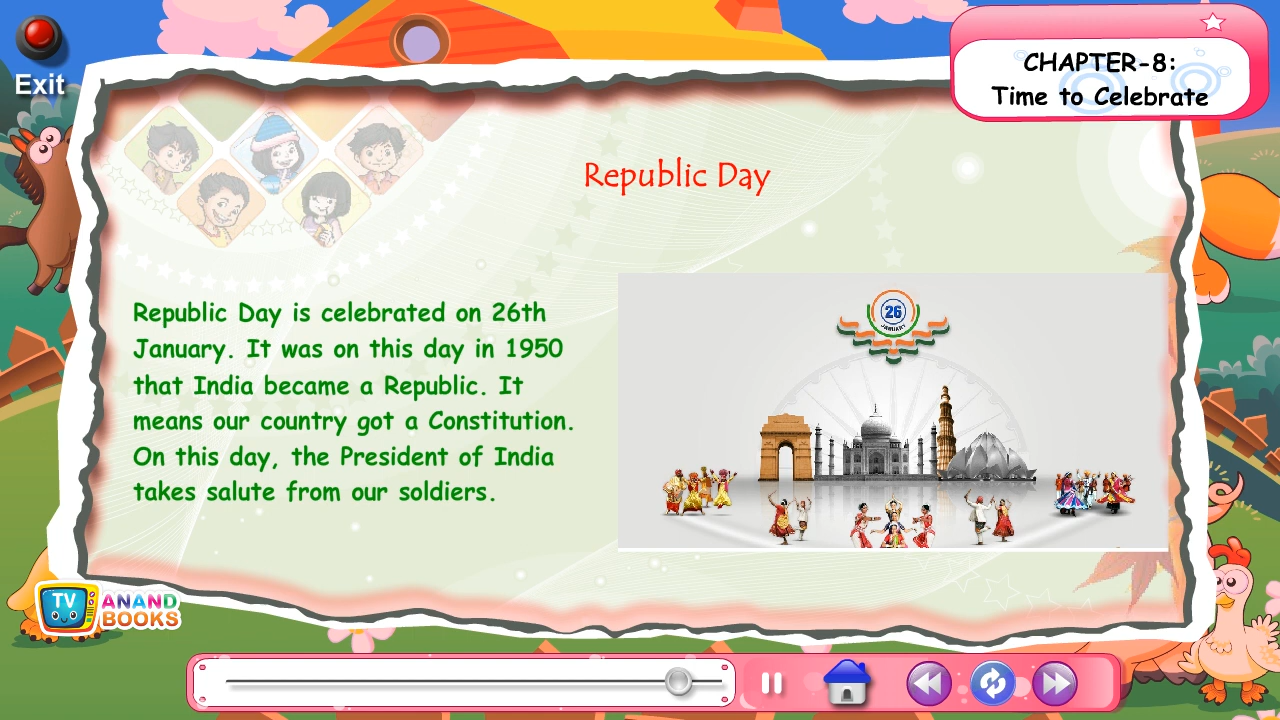 Exit
CHAPTER-8:
Time to Celebrate
Republic Day
Republic Day is celebrated on 26th
January. It was on this day in 1950
that India became a Republic. It
means our country got a Constitution.
On this day, the President of India
takes salute from our soldiers.
26
JANUARY
TV
ANAND
BOOKS